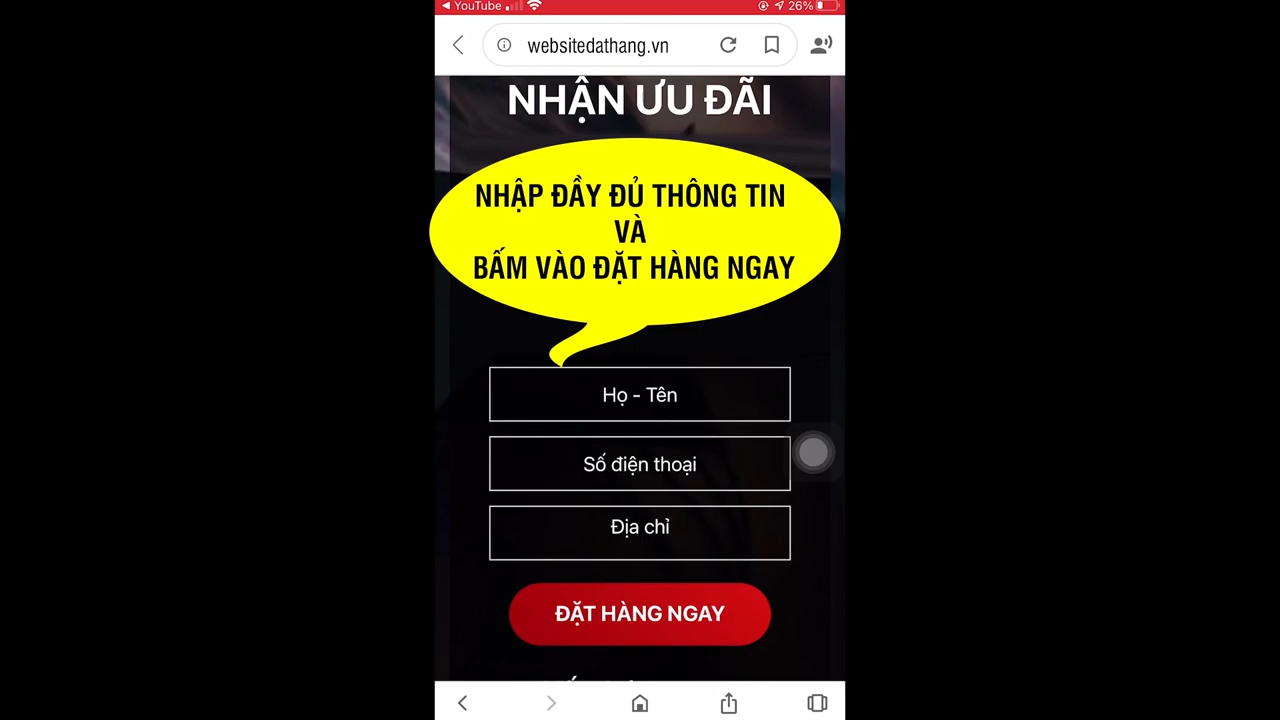 YouTube
26%
websitedathang.vn
NHẬN ƯU ĐÃI
NHẬP ĐẦY ĐỦ THÔNG TIN
VÀ
BẤM VÀO ĐẶT HÀNG NGAY
Họ - Tên
Số điện thoại
Địa chỉ
ĐẶT HÀNG NGAY